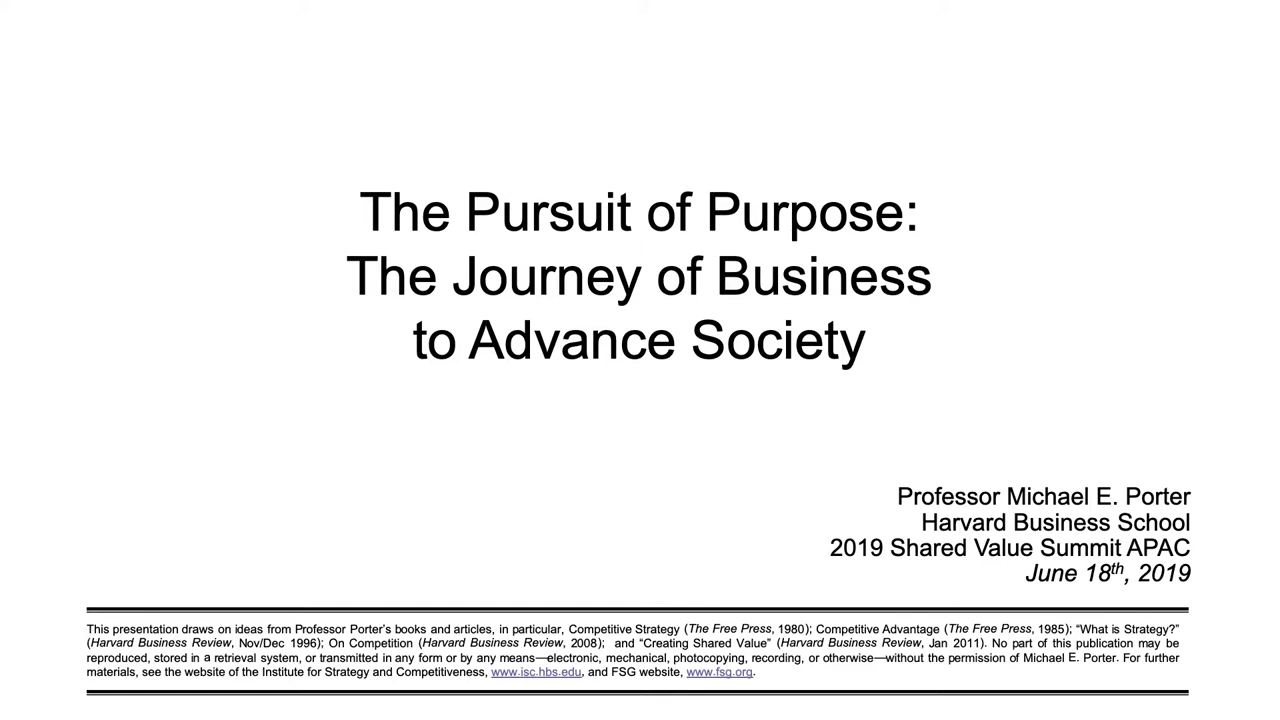 The Pursuit of Purpose:
The Journey of Business
to Advance Society
Professor Michael E. Porter
Harvard Business School
2019 Shared Value Summit APAC
June 18th, 2019
This presentation draws on ideas from Professor Porter's books and articles, in particular, Competitive Strategy (The Free Press, 1980); Competitive Advantage (The Free Press, 1985); "What is Strategy?"
(Harvard Business Review, Nov/Dec 1996); On Competition (Harvard Business Review, 2008); and "Creating Shared Value" (Harvard Business Review, Jan 2011). No part of this publication may be
reproduced, stored in a retrieval system, or transmitted in any form or by any means—electronic, mechanical, photocopying, recording, or otherwise—without the permission of Michael E. Porter. For further
materials, see the website of the Institute for Strategy and Competitiveness, www.isc.hbs.edu, and FSG website, www.fsg.org.